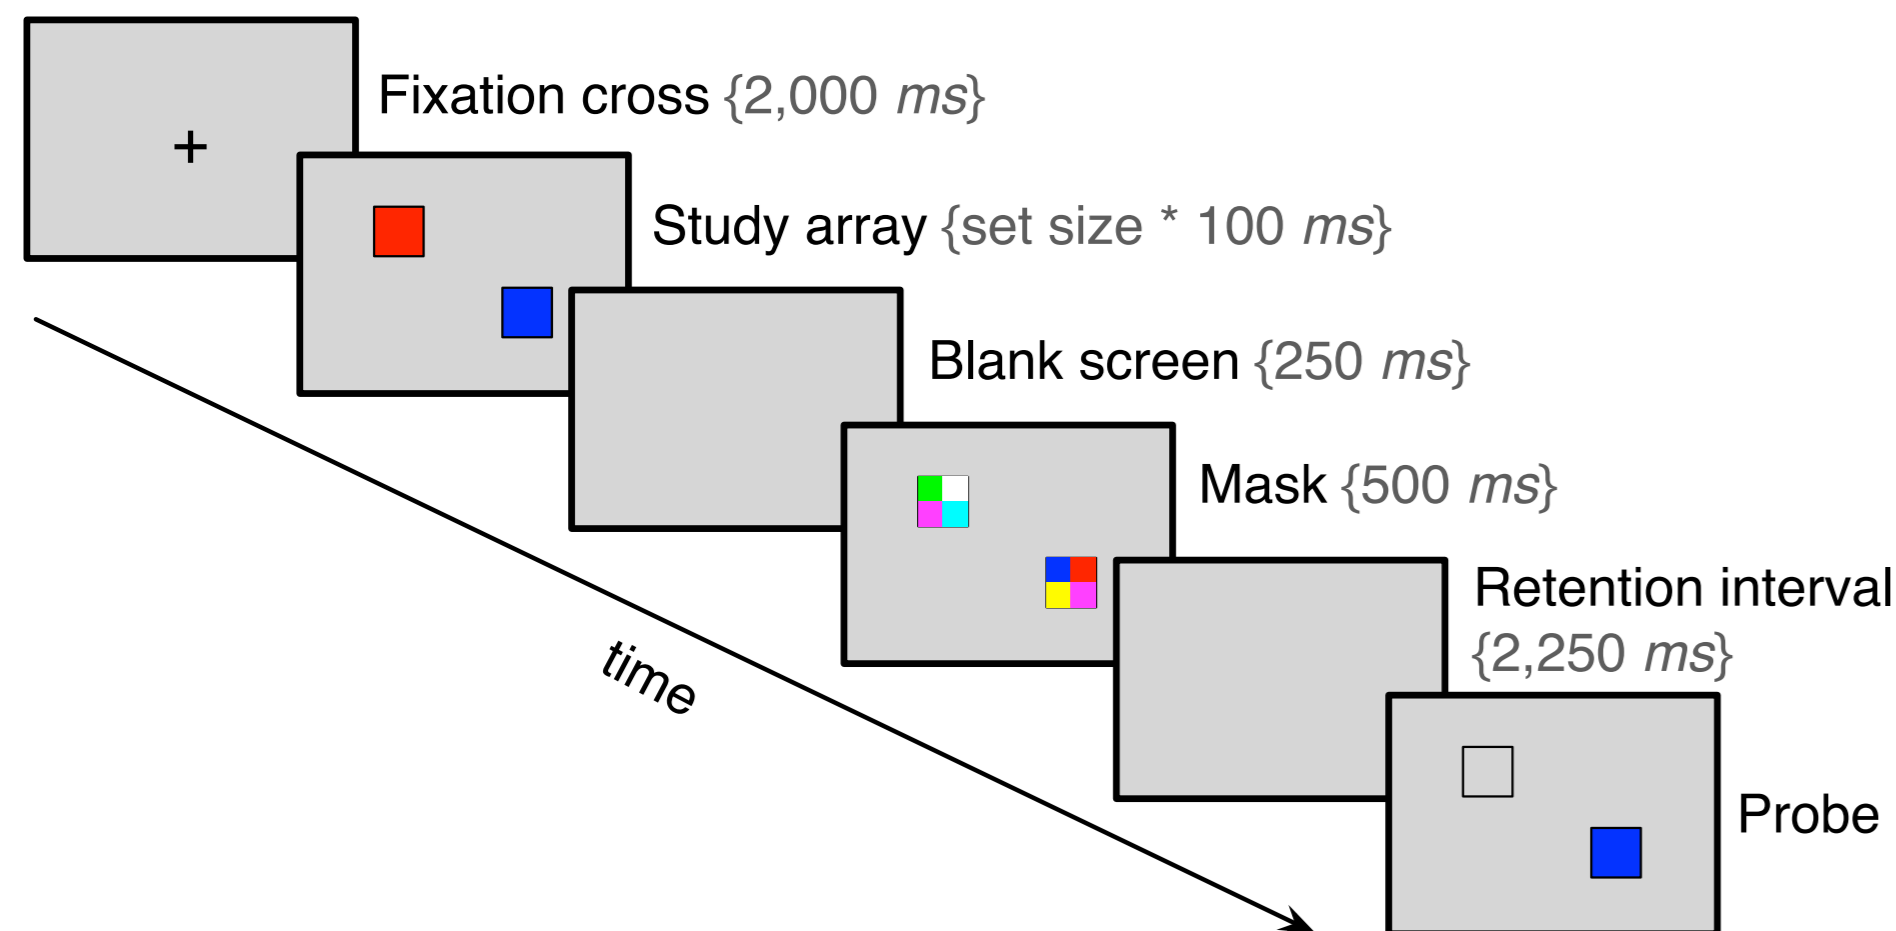 Fixation cross {2,000 ms}
Study array {set size * 100 ms}
Blank screen {250 ms}
Mask {500 ms}
Retention interval
{2,250 ms}
time
Probe